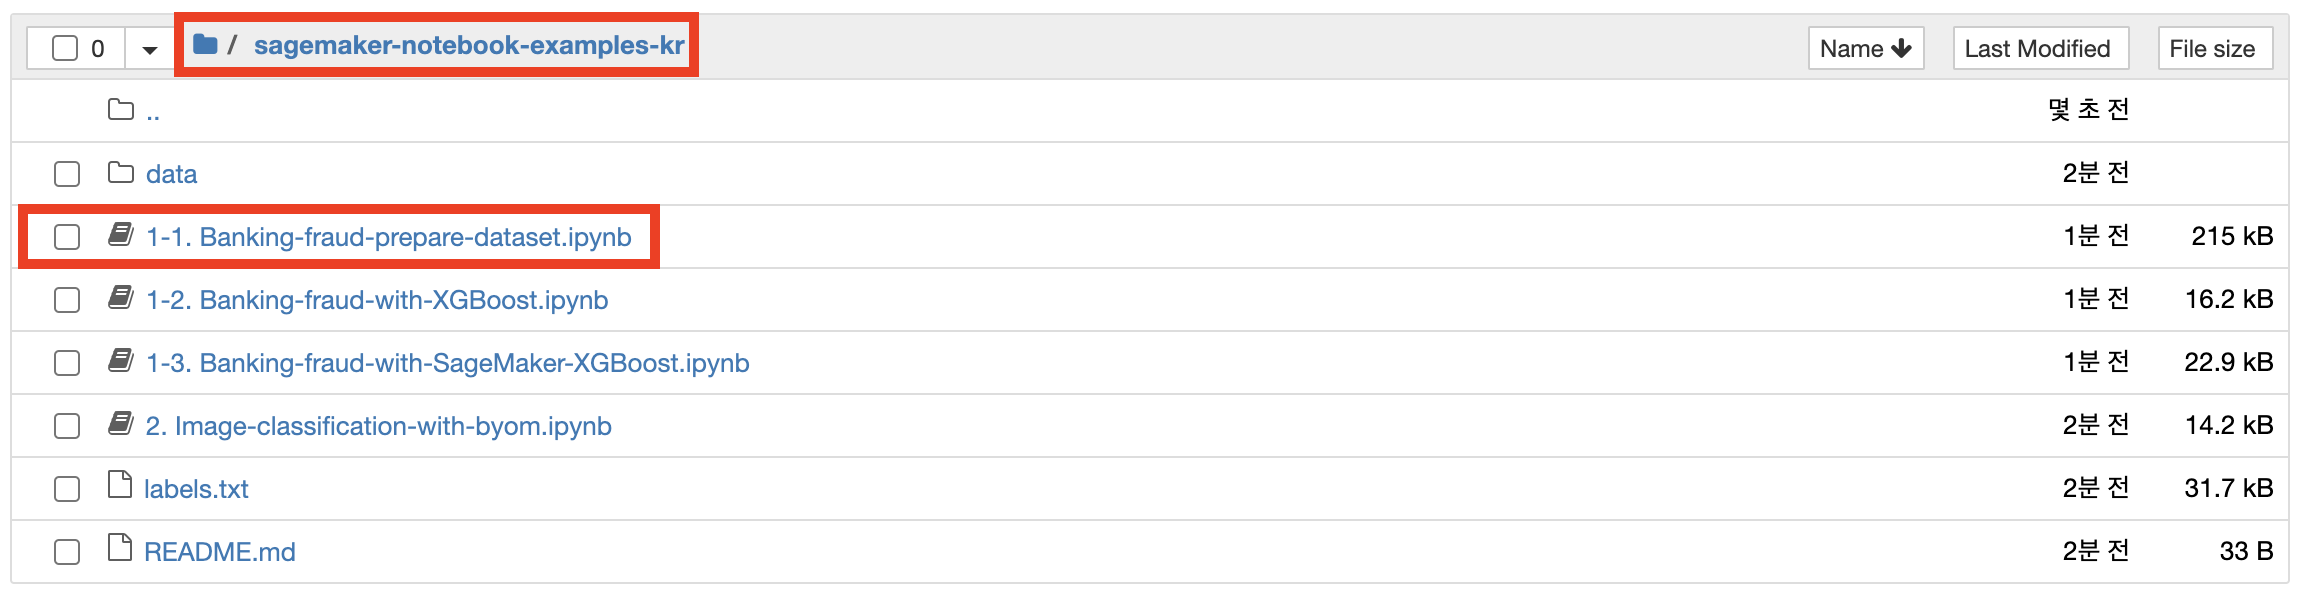 0 / sagemaker-notebook-examples-kr Name Last Modified File size
.. 몇 초 전
data 2분 전
1-1. Banking-fraud-prepare-dataset.ipynb 1분 전 215 kB
1-2. Banking-fraud-with-XGBoost.ipynb 1분 전 16.2 kB
1-3. Banking-fraud-with-SageMaker-XGBoost.ipynb 1분 전 22.9 kB
2. Image-classification-with-byom.ipynb 2분 전 14.2 kB
labels.txt 2분 전 31.7 kB
README.md 2분 전 33 B